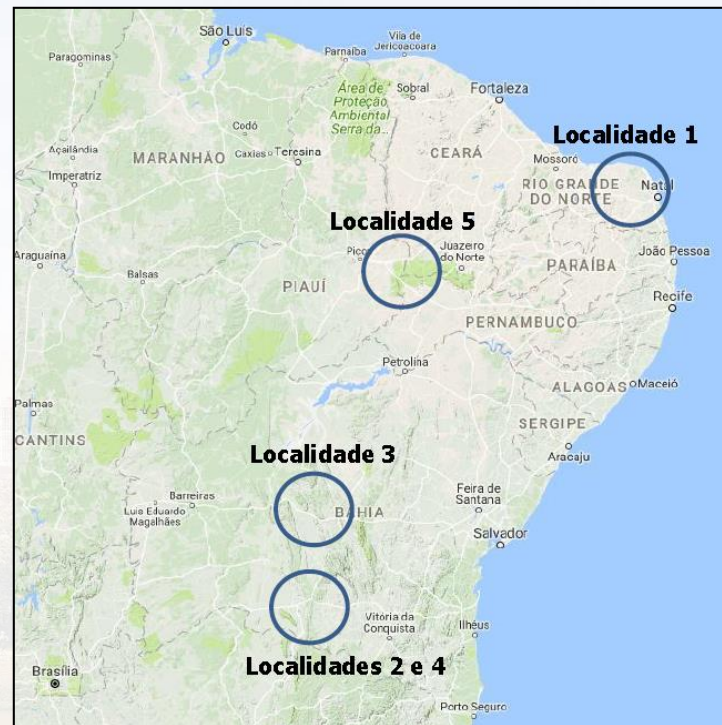 São Luís
Vila de
Jericoacoara
Parnaíba
Paragominas
Sobral
Fortaleza
Área de
Proteção
Ambiental
Serra da...
Localidade 1
Codó
CEARÁ
Açailândia
MARANHÃO
Caxias
Teresina
Mossoró
Imperatriz
RIO GRANDE
DO NORTE
Natal
Localidade 5
Araguaína
Juazeiro
do Norte
João Pessoa
Balsas
PARAÍBA
PIAUÍ
Recife
PERNAMBUCO
Petrolina
Palmas
ALAGOAS
Maceió
CANTINS
SERGIPE
Localidade 3
Aracaju
Barreiras
Feira de
Santana
Luis Eduardo
Magalhães
BAHIA
Salvador
Vitória da
Conquista
Ilhéus
Localidades 2 e 4
Brasília
Porto Seguro